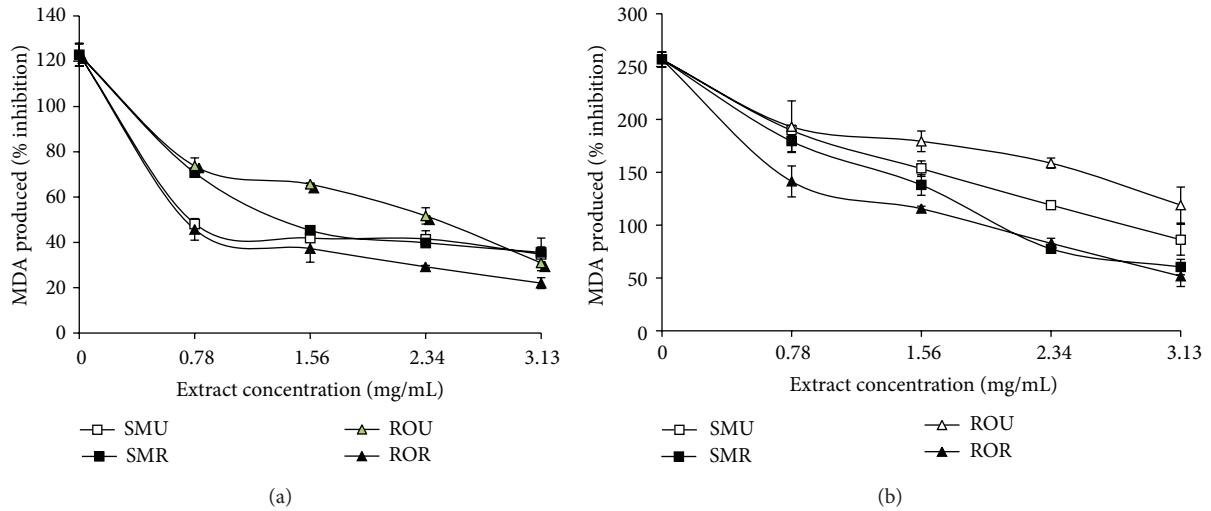 MDA produced (% inhibition)
140
120
100
80
60
40
20
0
0 0.78 1.56 2.34 3.13
Extract concentration (mg/mL)
SMU ROU
SMR ROR
(a)
MDA produced (% inhibition)
300
250
200
150
100
50
0
0 0.78 1.56 2.34 3.13
Extract concentration (mg/mL)
SMU ROU
SMR ROR
(b)